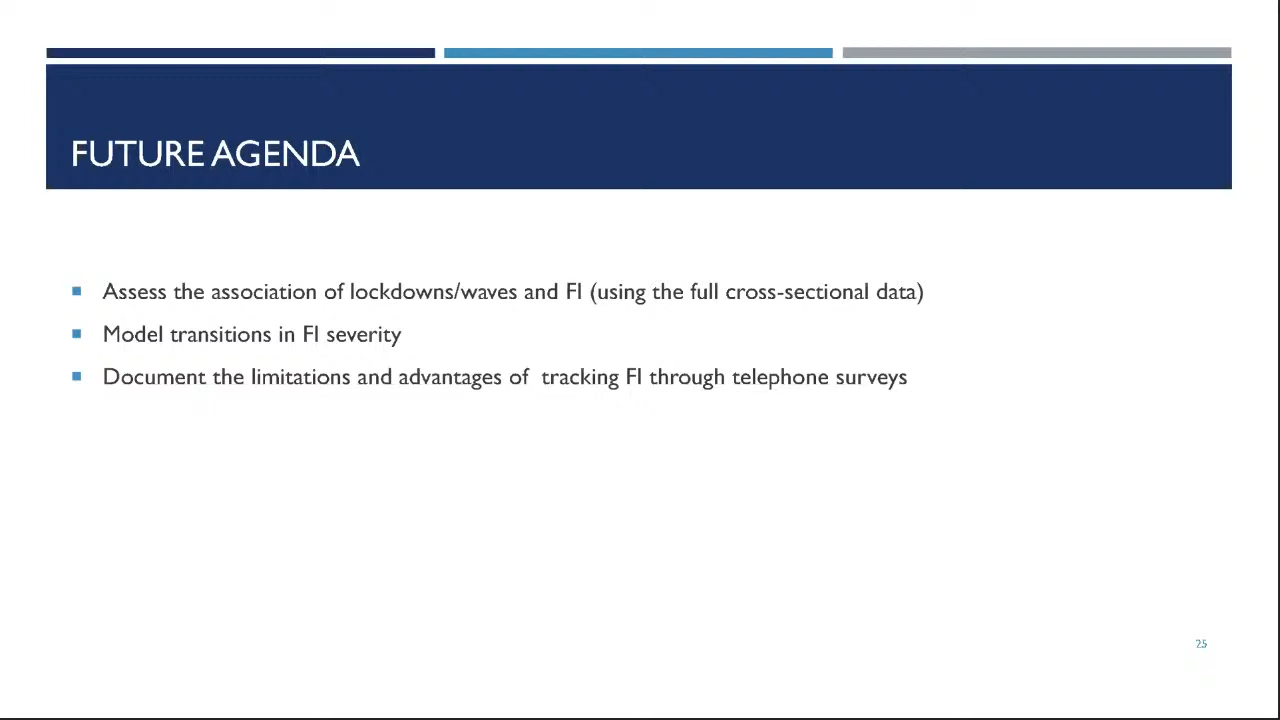 FUTURE AGENDA
Assess the association of lockdowns/waves and FI (using the full cross-sectional data)
Model transitions in FI severity
Document the limitations and advantages of  tracking FI through telephone surveys
25